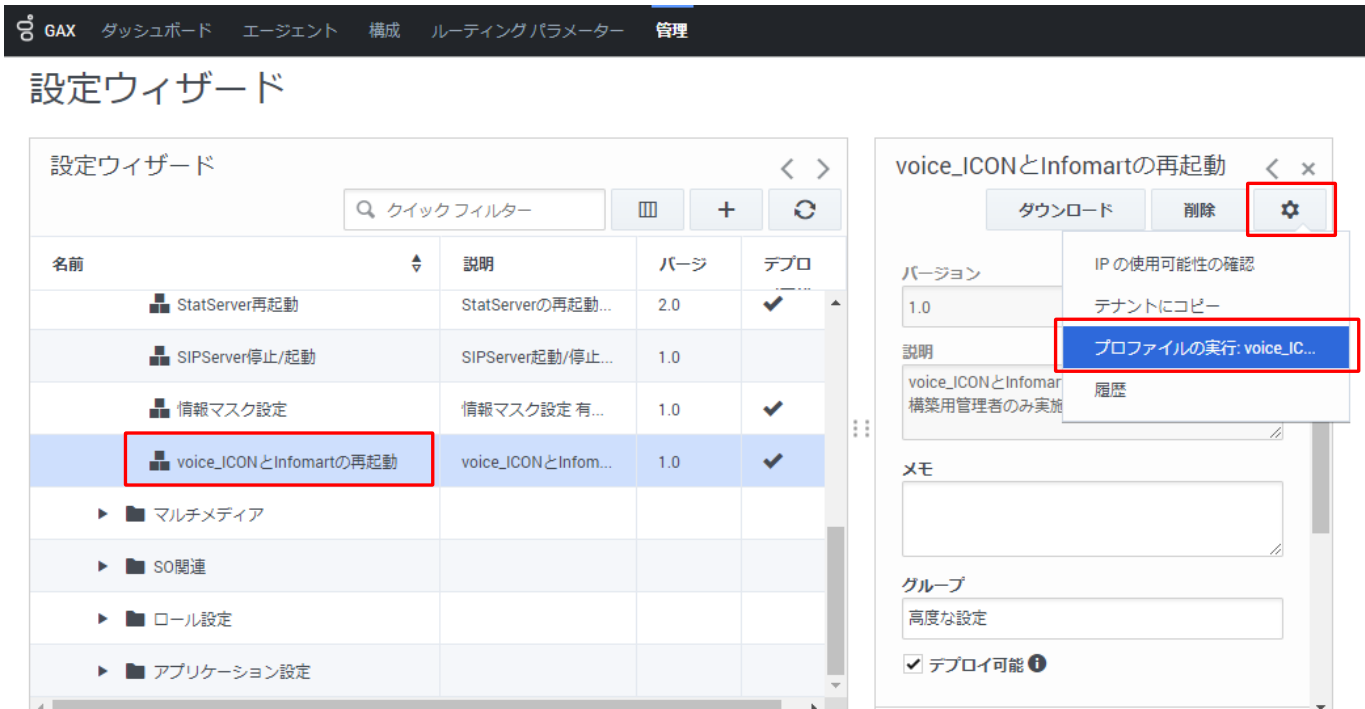 GAX ダッシュボード エージェント 構成 ルーティング パラメーター 管理
設定ウィザード
設定ウィザード
クイック フィルター
名前 説明 バージ デプロ
StatServer再起動 StatServerの再起動... 2.0
SIPServer停止/起動 SIPServer起動/停止... 1.0
情報マスク設定 情報マスク設定 有... 1.0
voice_ICONとInfomartの再起動 voice_ICONとInfom... 1.0
マルチメディア
SO関連
ロール設定
アプリケーション設定
voice_ICONとInfomartの再起動
ダウンロード 削除
IP の使用可能性の確認
テナントにコピー
プロファイルの実行: voice_IC...
履歴
バージョン
1.0
説明
voice_ICONとInfomar
構築用管理者のみ実施
メモ
グループ
高度な設定
デプロイ可能